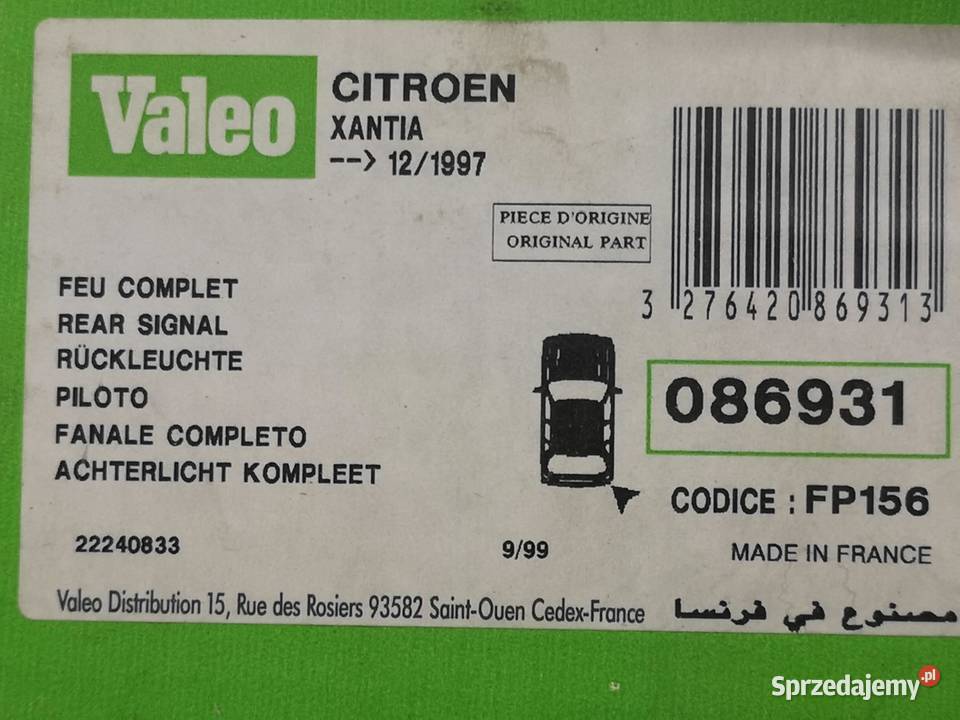 Valeo
CITROEN
XANTIA
--> 12/1997
PIECE D'ORIGINE
ORIGINAL PART
3 276420 869313
FEU COMPLET
REAR SIGNAL
RÜCKLEUCHTE
PILOTO
FANALE COMPLETO
ACHTERLICHT KOMPLEET
086931
CODICE : FP156
22240833
9/99
MADE IN FRANCE
Valeo Distribution 15, Rue des Rosiers 93582 Saint-Ouen Cedex-France
مصنوع في فرنسا
Sprzedajemy.pl